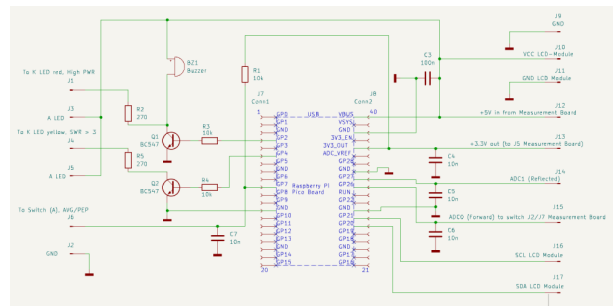 To K LED red, High PWR
J1
J3
A LED
To K LED yellow, SWR > 3
J4
J5
A LED
To Switch (A), AVG/PEP
J6
J2
GND
R2
270
R5
270
BZ1
Buzzer
Q1
BC547
Q2
BC547
R3
10k
R4
10k
R1
10k
C7
10n
J7
Conn1
J8
Conn2
1
40
20
21
USB
Raspberry Pi
Pico Board
GP0
GP1
GND
GP2
GP3
GP4
GP5
GND
GP6
GP7
GP8
GP9
GND
GP10
GP11
GP12
GP13
GND
GP14
GP15
VBUS
VSYS
GND
3V3_EN
3V3_OUT
ADC_VREF
GP28
GND
GP27
GP26
RUN
GP22
GND
GP21
GP20
GP19
GP18
GND
GP17
GP16
C3
100n
C4
10n
C5
10n
C6
10n
J9
GND
J10
VCC LCD-Module
J11
GND LCD Module
J12
+5V in from Measurement Board
J13
+3.3V out (to J5 Measurement Board)
J14
ADC1 (Reflected)
J15
ADC0 (Forward) to switch J2/J7 Measurement Board
J16
SCL LCD Module
J17
SDA LCD Module